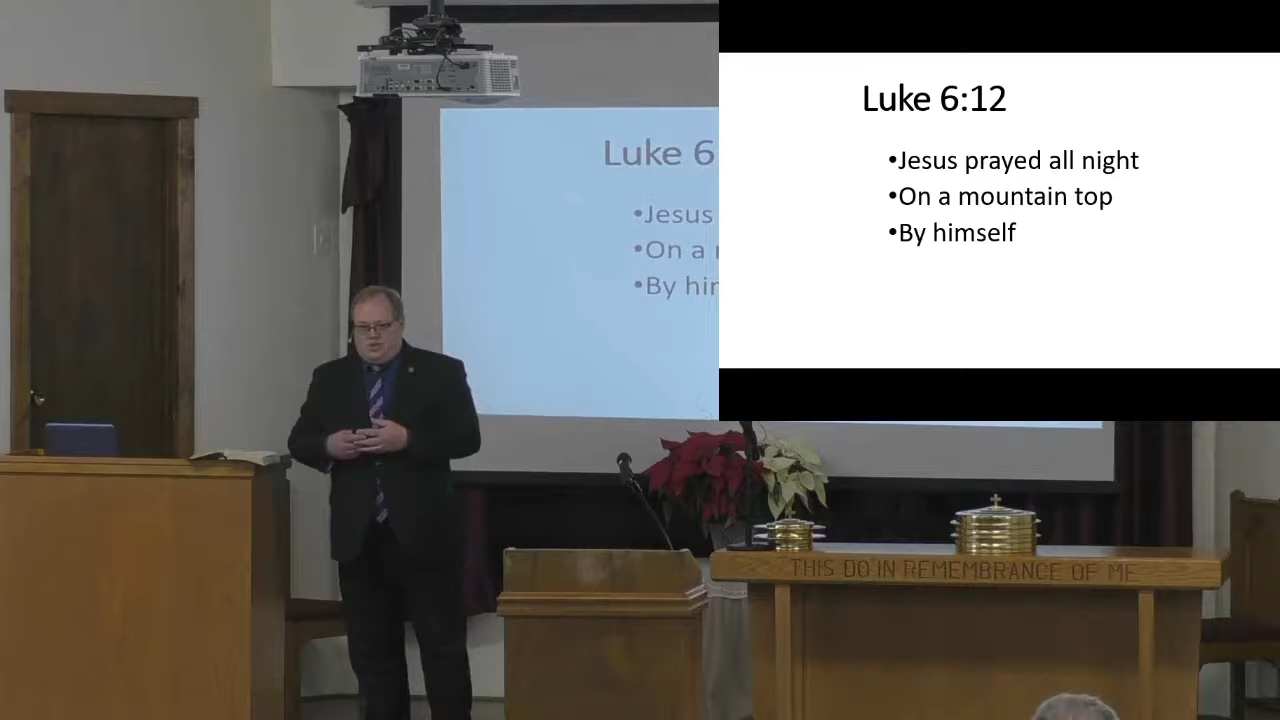 Luke 6
•Jesus
•On a
•By hi
Luke 6:12
•Jesus prayed all night
•On a mountain top
•By himself
THIS DO IN REMEMBRANCE OF ME